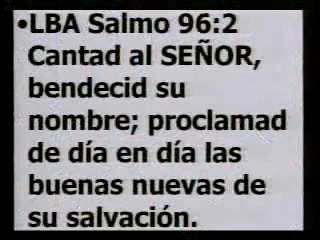 •LBA Salmo 96:2
Cantad al SEÑOR,
bendecid su
nombre; proclamad
de día en día las
buenas nuevas de
su salvación.